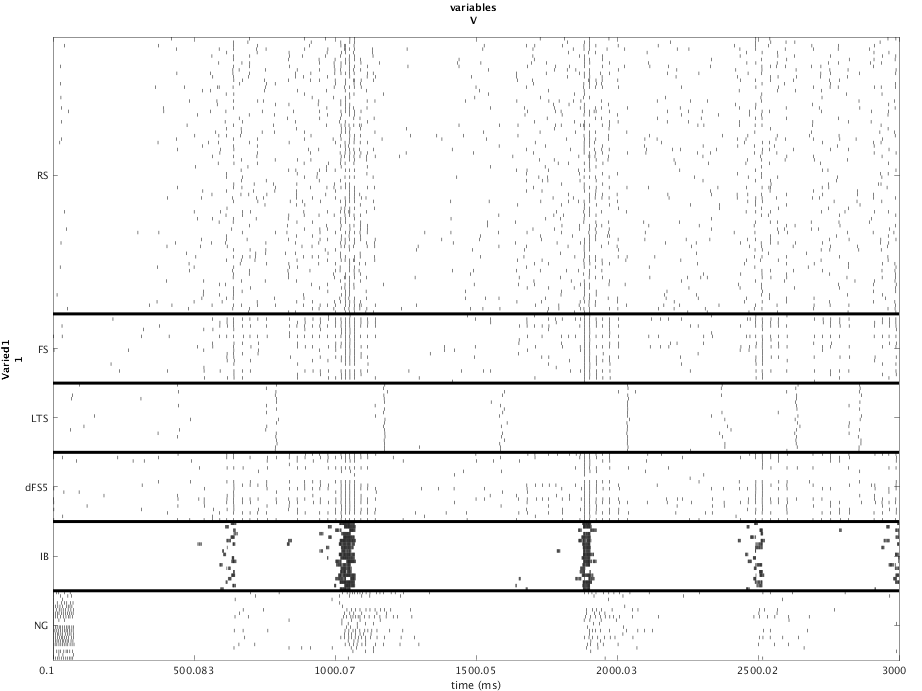 variables
V
RS
FS
LTS
dFS5
IB
NG
Varied1
1
0.1 500.083 1000.07 1500.05 2000.03 2500.02 3000
time (ms)